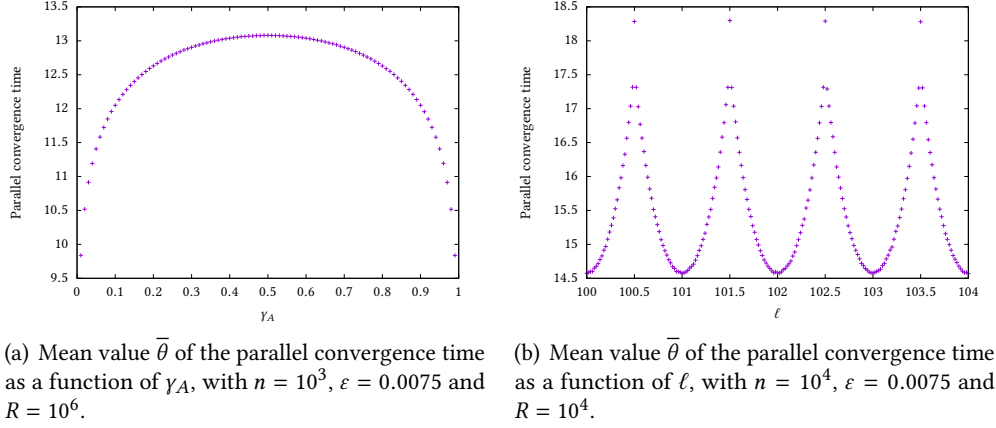 13.5
13
12.5
12
11.5
11
10.5
10
9.5
Parallel convergence time
0 0.1 0.2 0.3 0.4 0.5 0.6 0.7 0.8 0.9 1
γA
18.5
18
17.5
17
16.5
16
15.5
15
14.5
Parallel convergence time
100 100.5 101 101.5 102 102.5 103 103.5 104
ℓ
(a) Mean value θ̅ of the parallel convergence time
as a function of γA, with n = 10³, ε = 0.0075 and
R = 10⁶.
(b) Mean value θ̅ of the parallel convergence time
as a function of ℓ, with n = 10⁴, ε = 0.0075 and
R = 10⁴.